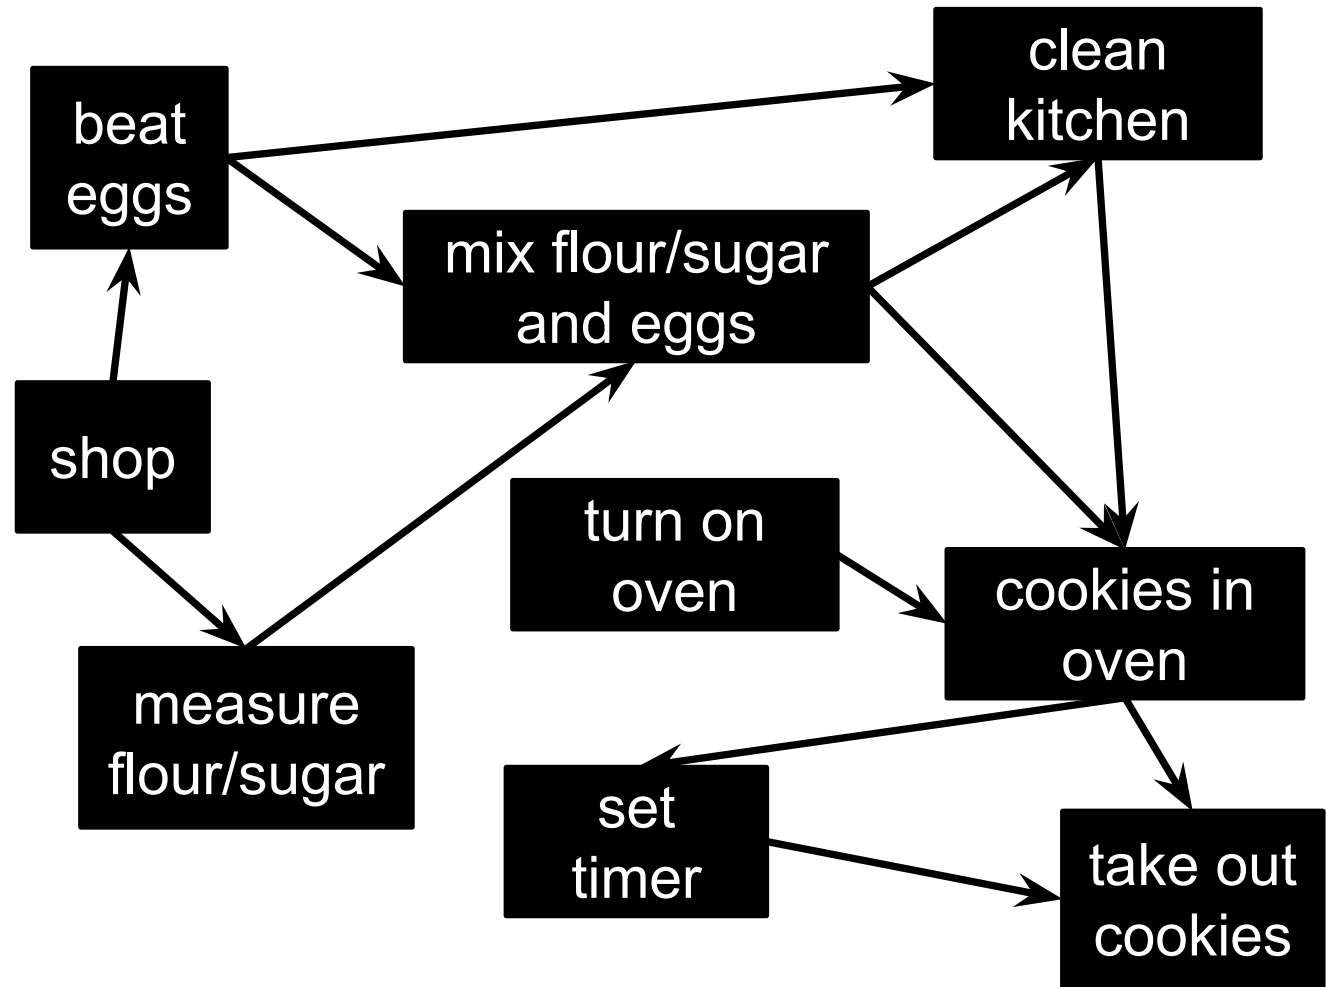 clean
kitchen
beat
eggs
mix flour/sugar
and eggs
shop
turn on
oven
cookies in
oven
measure
flour/sugar
set
timer
take out
cookies